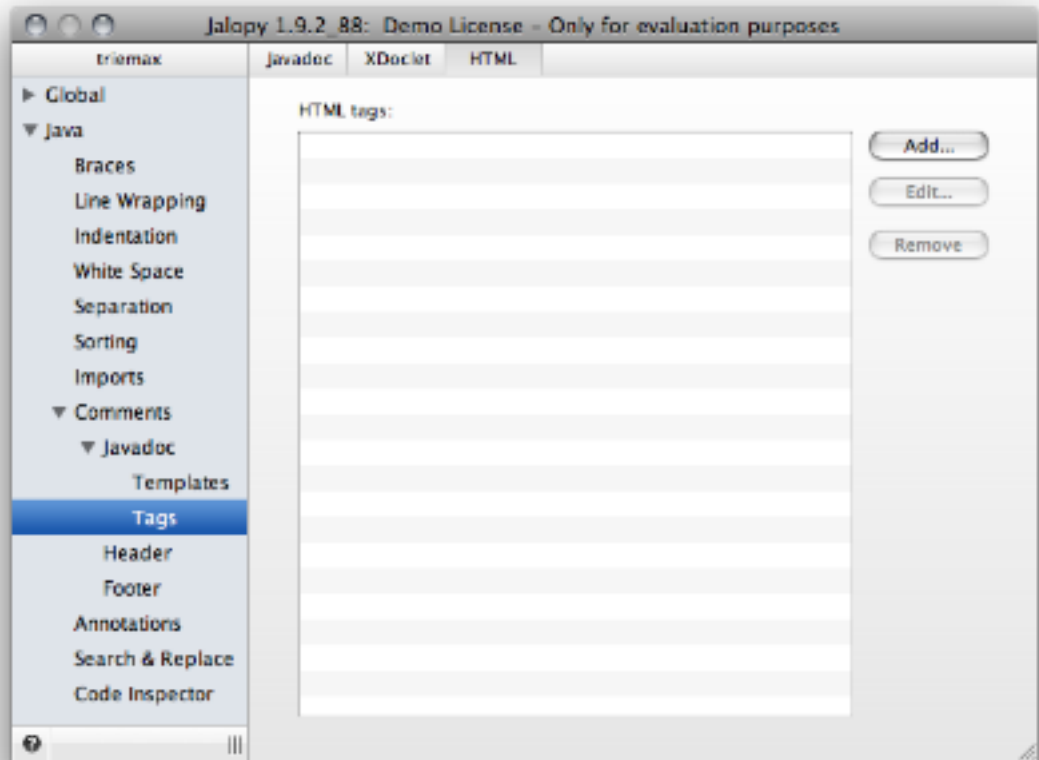 Jalopy 1.9.2_88: Demo License – Only for evaluation purposes
triemax
Javadoc XDoclet HTML
Global
Java
Braces
Line Wrapping
Indentation
White Space
Separation
Sorting
Imports
Comments
Javadoc
Templates
Tags
Header
Footer
Annotations
Search & Replace
Code Inspector
HTML tags:
Add...
Edit...
Remove
?